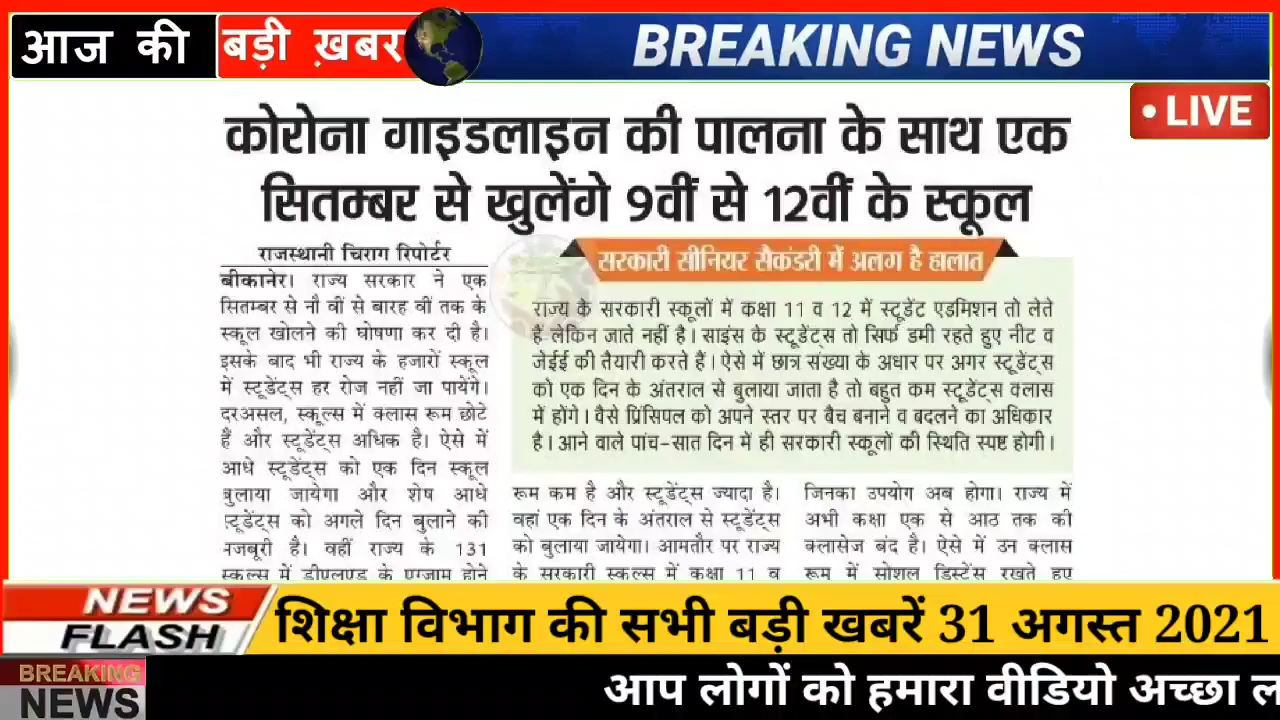 आज की बड़ी ख़बर
BREAKING NEWS
• LIVE
कोरोना गाइडलाइन की पालना के साथ एक
सितम्बर से खुलेंगे 9वीं से 12वीं के स्कूल
राजस्थानी चिराग रिपोर्टर
बीकानेर। राज्य सरकार ने एक
सितम्बर से नौ वीं से बारह वीं तक के
स्कूल खोलने की घोषणा कर दी है।
इसके बाद भी राज्य के हजारों स्कूल
में स्टूडेंट्स हर रोज नहीं जा पायेंगे।
दरअसल, स्कूल्स में क्लास रूम छोटे
हैं और स्टूडेंट्स अधिक है। ऐसे में
आधे स्टूडेंट्स को एक दिन स्कूल
बुलाया जायेगा और शेष आधे
स्टूडेंट्स को अगले दिन बुलाने की
मजबूरी है। वहीं राज्य के 131
स्कूल्स में डीएलएड के एग्जाम होने
सरकारी सीनियर सैकंडरी में अलग है हालात
राज्य के सरकारी स्कूलों में कक्षा 11 व 12 में स्टूडेंट एडमिशन तो लेते
हैं लेकिन जाते नहीं है। साइंस के स्टूडेंट्स तो सिर्फ डमी रहते हुए नीट व
जेईई की तैयारी करते हैं। ऐसे में छात्र संख्या के अधार पर अगर स्टूडेंट्स
को एक दिन के अंतराल से बुलाया जाता है तो बहुत कम स्टूडेंट्स क्लास
में होंगे। वैसे प्रिंसिपल को अपने स्तर पर बैच बनाने व बदलने का अधिकार
है। आने वाले पांच-सात दिन में ही सरकारी स्कूलों की स्थिति स्पष्ट होगी।
रूम कम है और स्टूडेंट्स ज्यादा है।
वहां एक दिन के अंतराल से स्टूडेंट्स
को बुलाया जायेगा। आमतौर पर राज्य
के सरकारी स्कूल्स में कक्षा 11 व
जिनका उपयोग अब होगा। राज्य में
अभी कक्षा एक से आठ तक की
क्लासेज बंद है। ऐसे में उन क्लास
रूम में सोशल डिस्टेंस रखते हुए
NEWS
FLASH
शिक्षा विभाग की सभी बड़ी खबरें 31 अगस्त 2021
BREAKING
NEWS
आप लोगों को हमारा वीडियो अच्छा ल